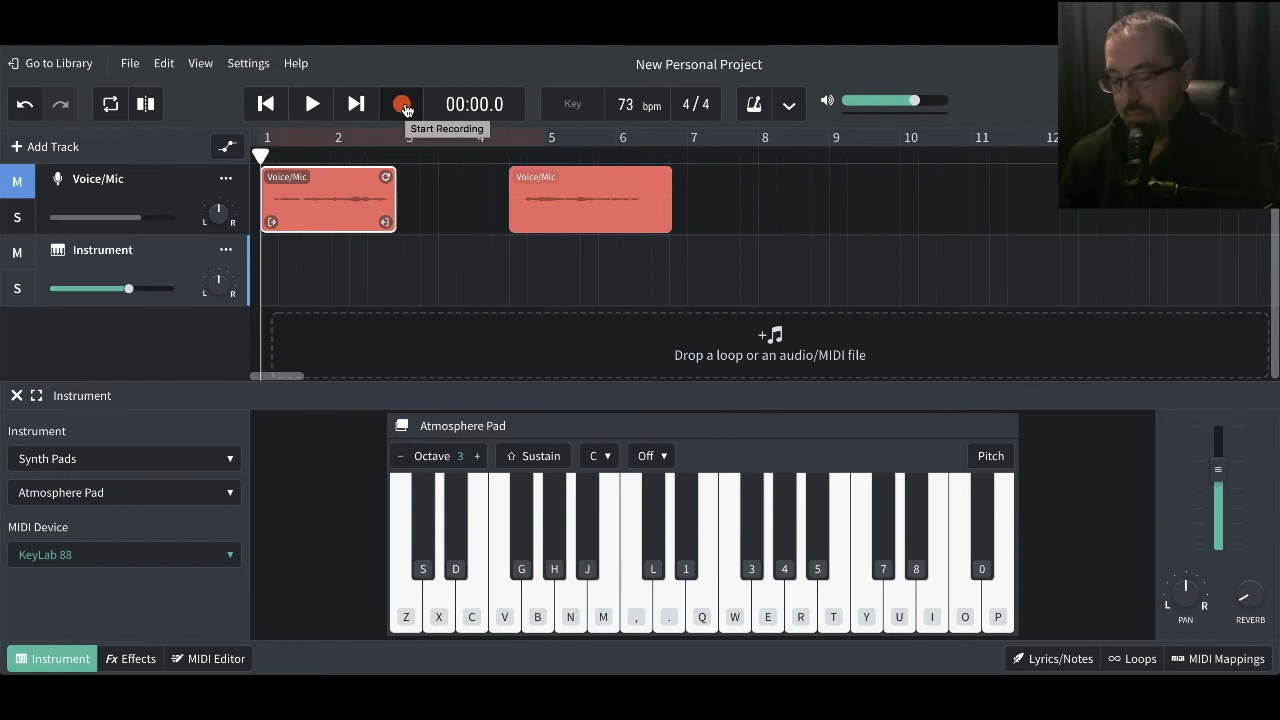 Go to Library
File Edit View Settings Help
New Personal Project
00:00.0
Key
73 bpm
4 / 4
Start Recording
+ Add Track
1 2 4 5 6 7 8 9 10 11 12
M Voice/Mic
S
L R
Voice/Mic
Voice/Mic
M Instrument
S
L R
Drop a loop or an audio/MIDI file
Instrument
Instrument
Synth Pads
Atmosphere Pad
MIDI Device
KeyLab 88
Atmosphere Pad
− Octave 3 +
Sustain
C
Off
Pitch
S D G H J L 1 3 4 5 7 8 0
Z X C V B N M , . Q W E R T Y U I O P
L R
PAN
REVERB
Instrument
Fx Effects
MIDI Editor
Lyrics/Notes
Loops
MIDI Mappings